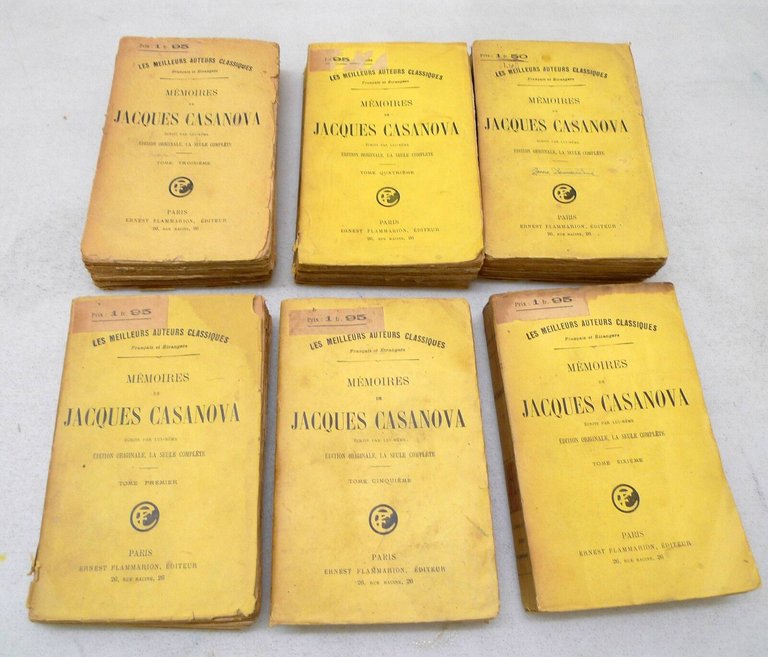 Prix : 1 fr. 95
LES MEILLEURS AUTEURS CLASSIQUES
Français et Étrangers
MÉMOIRES
DE
JACQUES CASANOVA
ÉCRITS PAR LUI-MÊME
ÉDITION ORIGINALE, LA SEULE COMPLÈTE
TOME TROISIÈME
PARIS
ERNEST FLAMMARION, ÉDITEUR
26, RUE RACINE, 26
95
LES MEILLEURS AUTEURS CLASSIQUES
Français et Étrangers
MÉMOIRES
DE
JACQUES CASANOVA
ÉCRITS PAR LUI-MÊME
ÉDITION ORIGINALE, LA SEULE COMPLÈTE
TOME QUATRIÈME
PARIS
ERNEST FLAMMARION, ÉDITEUR
26, RUE RACINE, 26
Prix : 1 fr. 50
LES MEILLEURS AUTEURS CLASSIQUES
Français et Étrangers
MÉMOIRES
DE
JACQUES CASANOVA
ÉCRITS PAR LUI-MÊME
ÉDITION ORIGINALE, LA SEULE COMPLÈTE
PARIS
ERNEST FLAMMARION, ÉDITEUR
26, RUE RACINE, 26
Prix : 1 fr. 95
LES MEILLEURS AUTEURS CLASSIQUES
Français et Étrangers
MÉMOIRES
DE
JACQUES CASANOVA
ÉCRITS PAR LUI-MÊME
ÉDITION ORIGINALE, LA SEULE COMPLÈTE
TOME PREMIER
PARIS
ERNEST FLAMMARION, ÉDITEUR
26, RUE RACINE, 26
Prix : 1 fr. 95
LES MEILLEURS AUTEURS CLASSIQUES
Français et Étrangers
MÉMOIRES
DE
JACQUES CASANOVA
ÉCRITS PAR LUI-MÊME
ÉDITION ORIGINALE, LA SEULE COMPLÈTE
TOME CINQUIÈME
PARIS
ERNEST FLAMMARION, ÉDITEUR
26, RUE RACINE, 26
Prix : 1 fr. 95
LES MEILLEURS AUTEURS CLASSIQUES
Français et Étrangers
MÉMOIRES
DE
JACQUES CASANOVA
ÉCRITS PAR LUI-MÊME
ÉDITION ORIGINALE, LA SEULE COMPLÈTE
TOME SIXIÈME
PARIS
ERNEST FLAMMARION, ÉDITEUR
26, RUE RACINE, 26